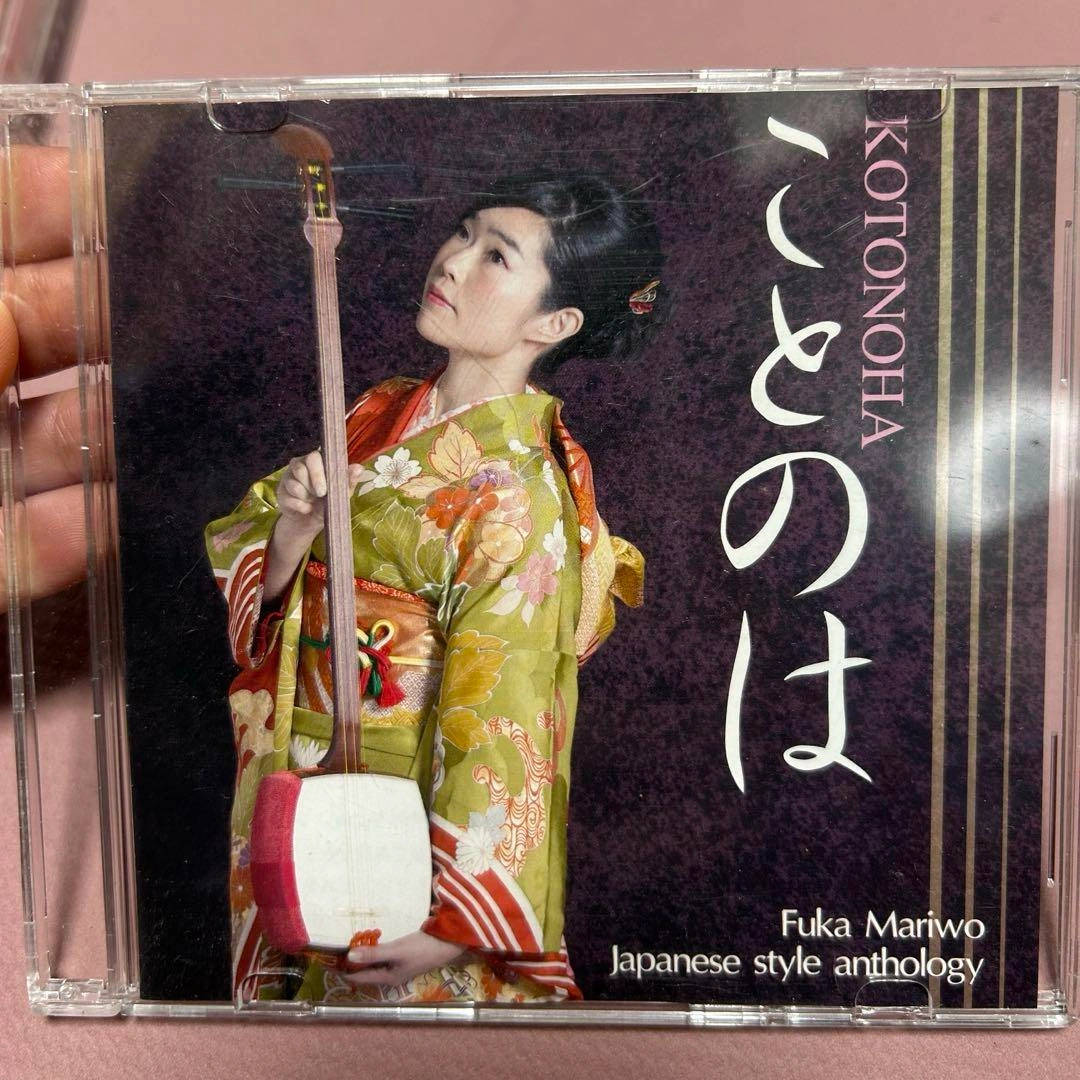 ことのは
KOTONOHA
Fuka Mariwo
Japanese style anthology